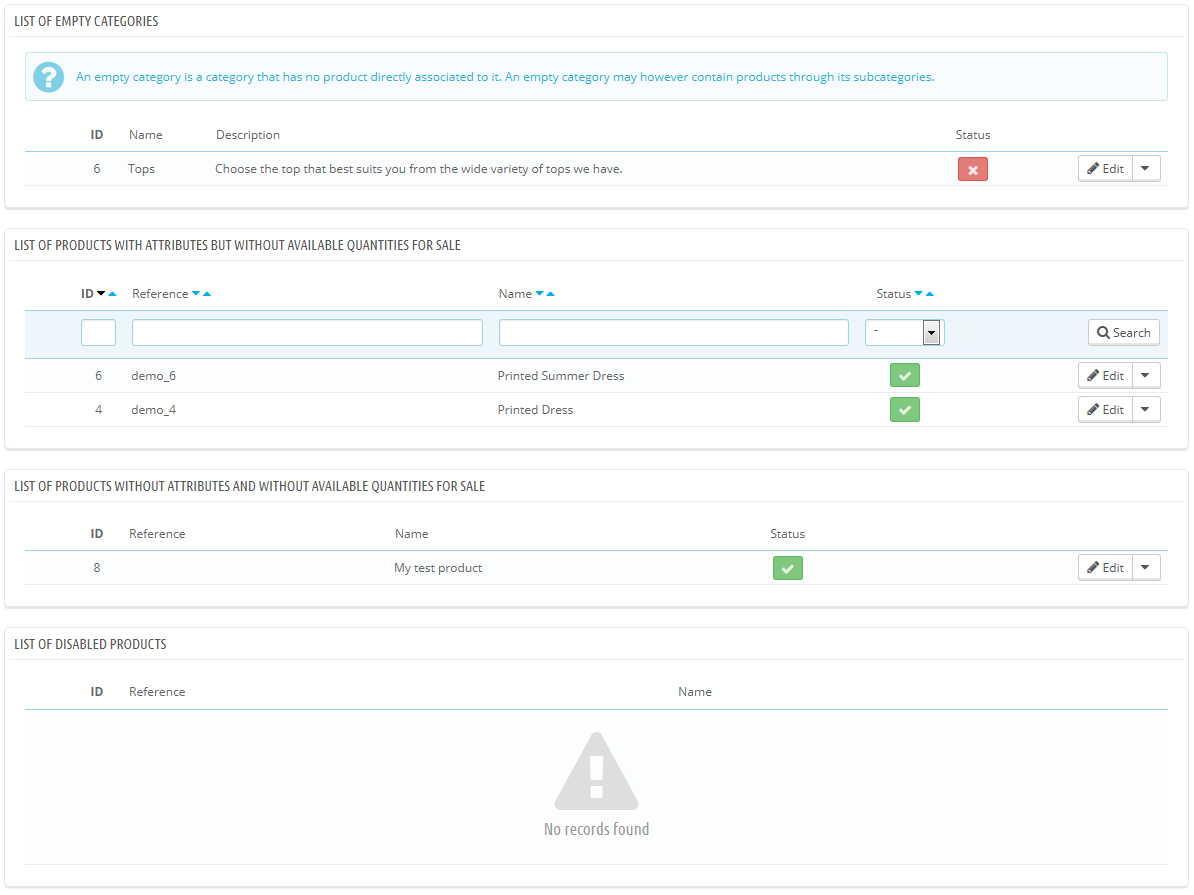 LIST OF EMPTY CATEGORIES
An empty category is a category that has no product directly associated to it. An empty category may however contain products through its subcategories.
ID Name Description Status
6 Tops Choose the top that best suits you from the wide variety of tops we have. Edit
LIST OF PRODUCTS WITH ATTRIBUTES BUT WITHOUT AVAILABLE QUANTITIES FOR SALE
ID Reference Name Status
- Search
6 demo_6 Printed Summer Dress Edit
4 demo_4 Printed Dress Edit
LIST OF PRODUCTS WITHOUT ATTRIBUTES AND WITHOUT AVAILABLE QUANTITIES FOR SALE
ID Reference Name Status
8 My test product Edit
LIST OF DISABLED PRODUCTS
ID Reference Name
No records found